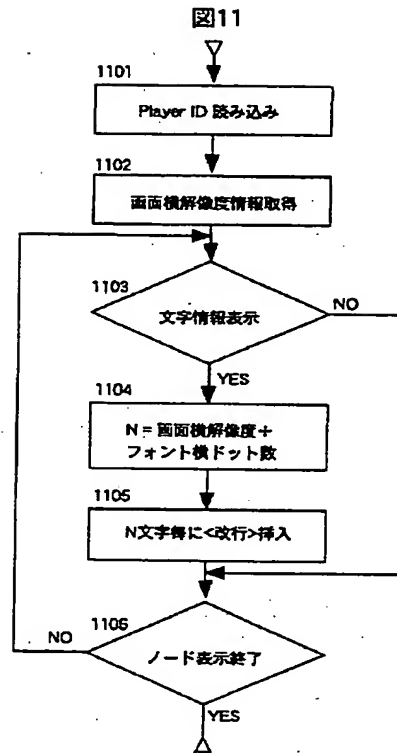 図11
1101
Player ID 読み込み
1102
画面横解像度情報取得
1103
文字情報表示
NO
YES
1104
N = 画面横解像度÷
フォント横ドット数
1105
N文字毎に<改行>挿入
1106
NO
ノード表示終了
YES